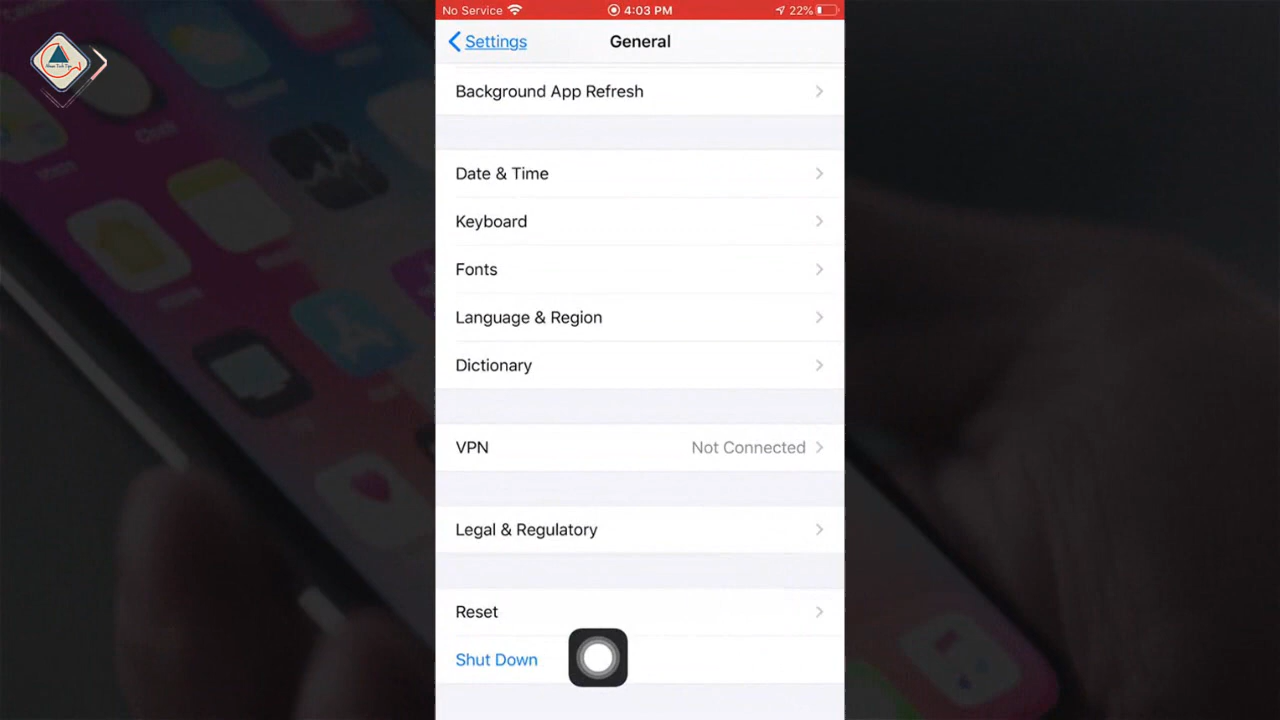 No Service 4:03 PM 22%
Settings General
Background App Refresh
Date & Time
Keyboard
Fonts
Language & Region
Dictionary
VPN Not Connected
Legal & Regulatory
Reset
Shut Down